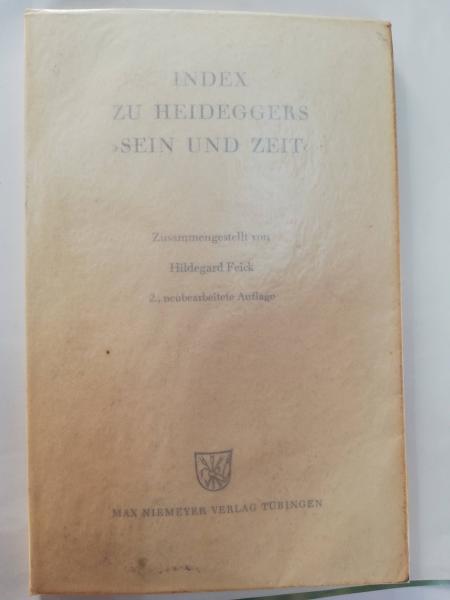 INDEX
ZU HEIDEGGERS
›SEIN UND ZEIT‹
Zusammengestellt von
Hildegard Feick
2., neubearbeitete Auflage
MAX NIEMEYER VERLAG TÜBINGEN